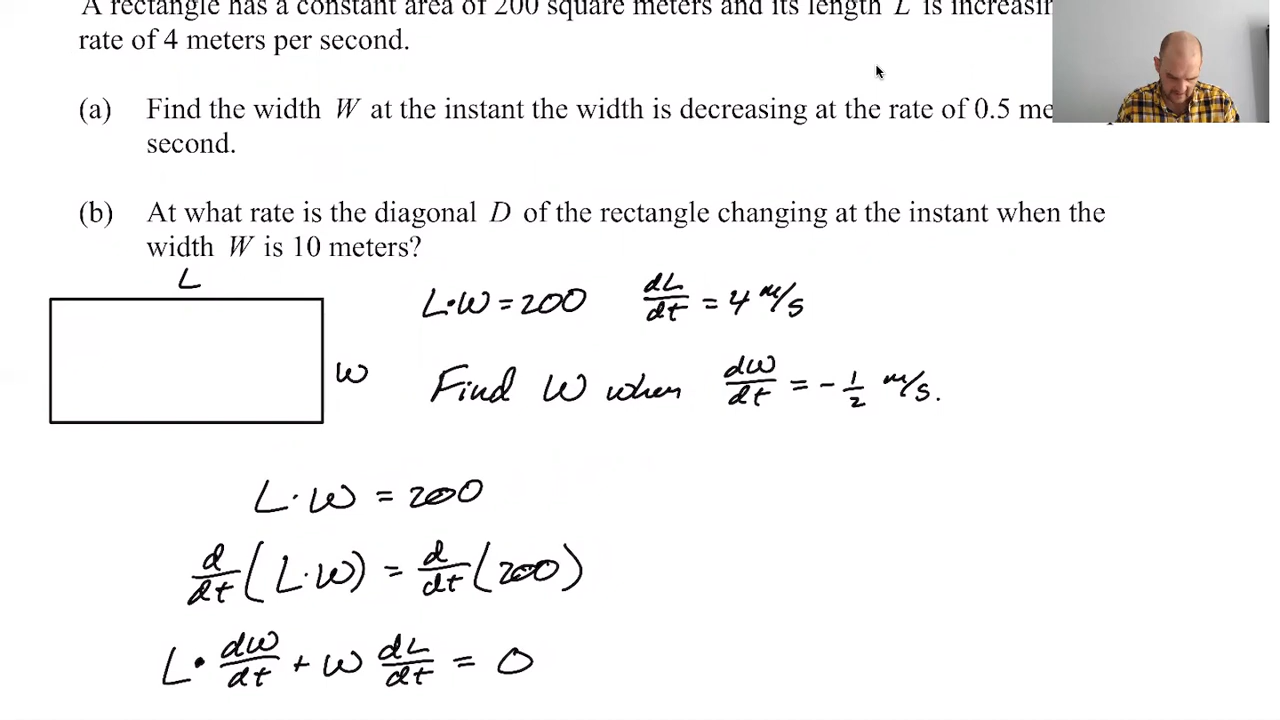 A rectangle has a constant area of 200 square meters and its length L is
rate of 4 meters per second.
(a) Find the width W at the instant the width is decreasing at the rate of 0.5
second.
(b) At what rate is the diagonal D of the rectangle changing at the instant when the
width W is 10 meters?
L
L·W = 200 dL/dt = 4 m/s
W
Find W when dW/dt = -1/2 m/s.
L·W = 200
d/dt (L·W) = d/dt (200)
L·dW/dt + W dL/dt = 0